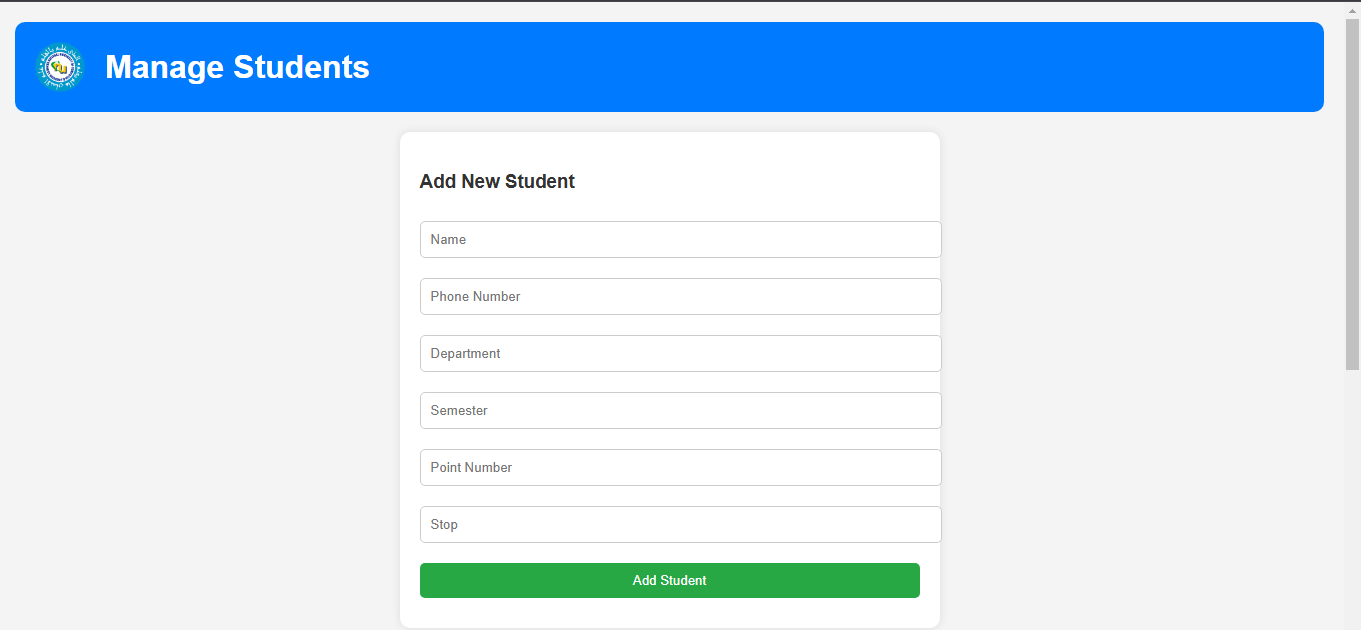 Manage Students
Add New Student
Name
Phone Number
Department
Semester
Point Number
Stop
Add Student